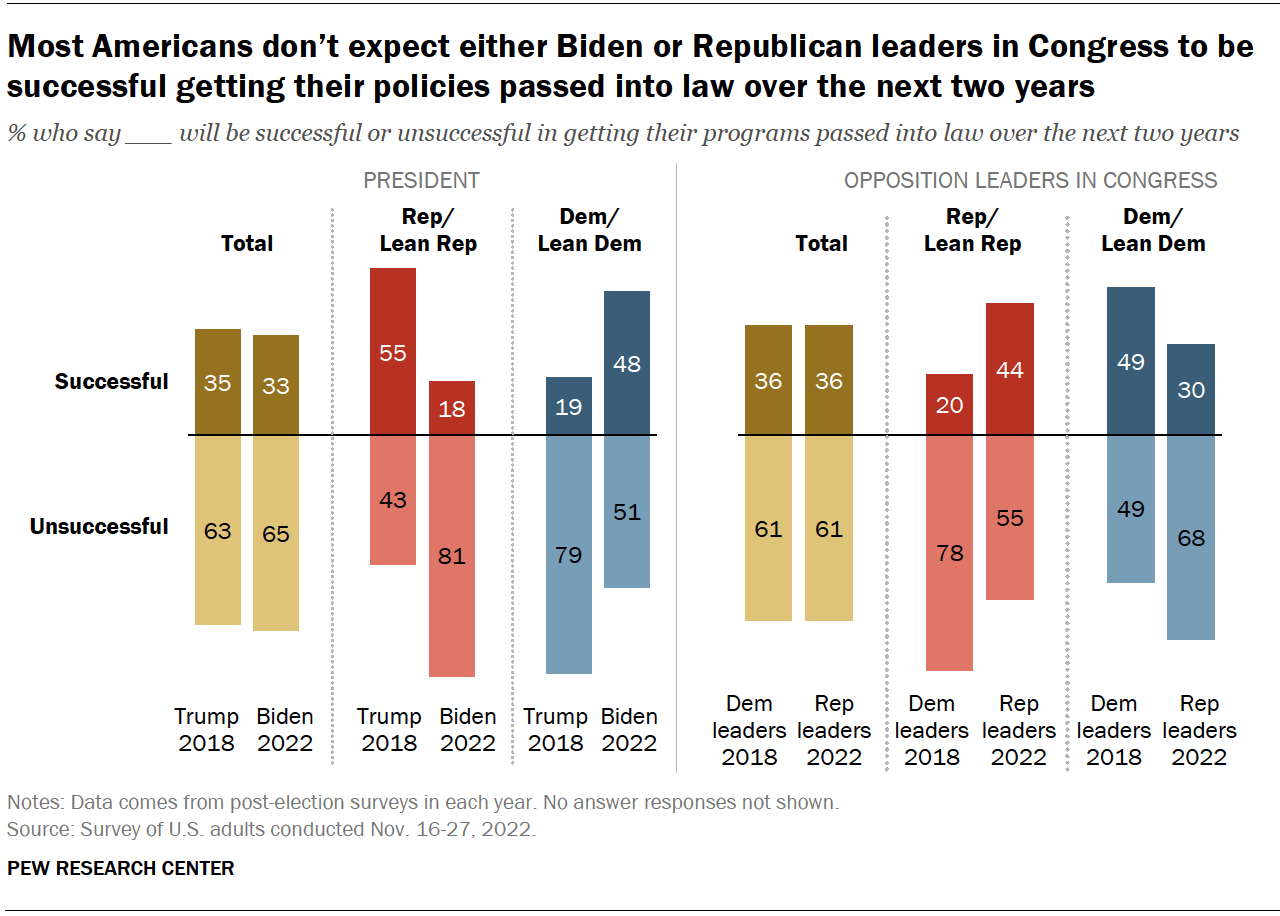 Most Americans don't expect either Biden or Republican leaders in Congress to be
successful getting their policies passed into law over the next two years
% who say ____ will be successful or unsuccessful in getting their programs passed into law over the next two years
PRESIDENT
OPPOSITION LEADERS IN CONGRESS
Total
Rep/
Lean Rep
Dem/
Lean Dem
Total
Rep/
Lean Rep
Dem/
Lean Dem
Successful
35 33 55 18 19 48 36 36 20 44 49 30
Unsuccessful
63 65 43 81 79 51 61 61 78 55 49 68
Trump
2018
Biden
2022
Trump
2018
Biden
2022
Trump
2018
Biden
2022
Dem
leaders
2018
Rep
leaders
2022
Dem
leaders
2018
Rep
leaders
2022
Dem
leaders
2018
Rep
leaders
2022
Notes: Data comes from post-election surveys in each year. No answer responses not shown.
Source: Survey of U.S. adults conducted Nov. 16-27, 2022.
PEW RESEARCH CENTER